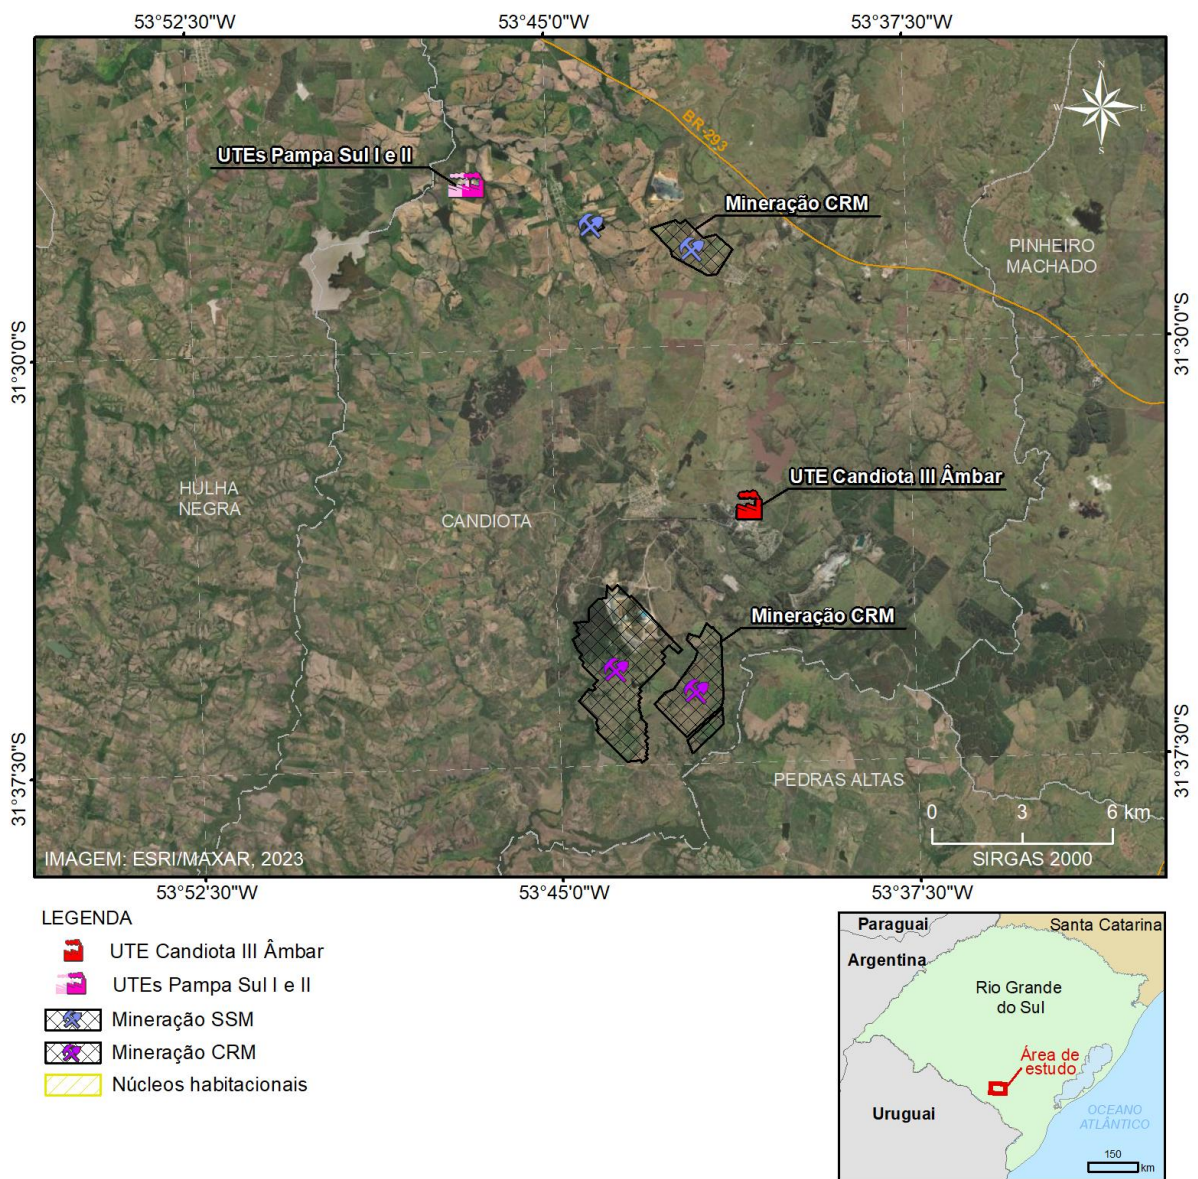 53°52'30"W
53°45'0"W
53°37'30"W
N
W
E
S
BR-293
UTEs Pampa Sul I e II
Mineração CRM
PINHEIRO
MACHADO
31°30'0"S
31°30'0"S
UTE Candiota III Âmbar
HULHA
NEGRA
CANDIOTA
Mineração CRM
31°37'30"S
31°37'30"S
PEDRAS ALTAS
0
3
6 km
SIRGAS 2000
IMAGEM: ESRI/MAXAR, 2023
53°52'30"W
53°45'0"W
53°37'30"W
LEGENDA
UTE Candiota III Âmbar
UTEs Pampa Sul I e II
Mineração SSM
Mineração CRM
Núcleos habitacionais
Paraguai
Santa Catarina
Argentina
Rio Grande
do Sul
Área de
estudo
Uruguai
OCEANO
ATLÂNTICO
150
km